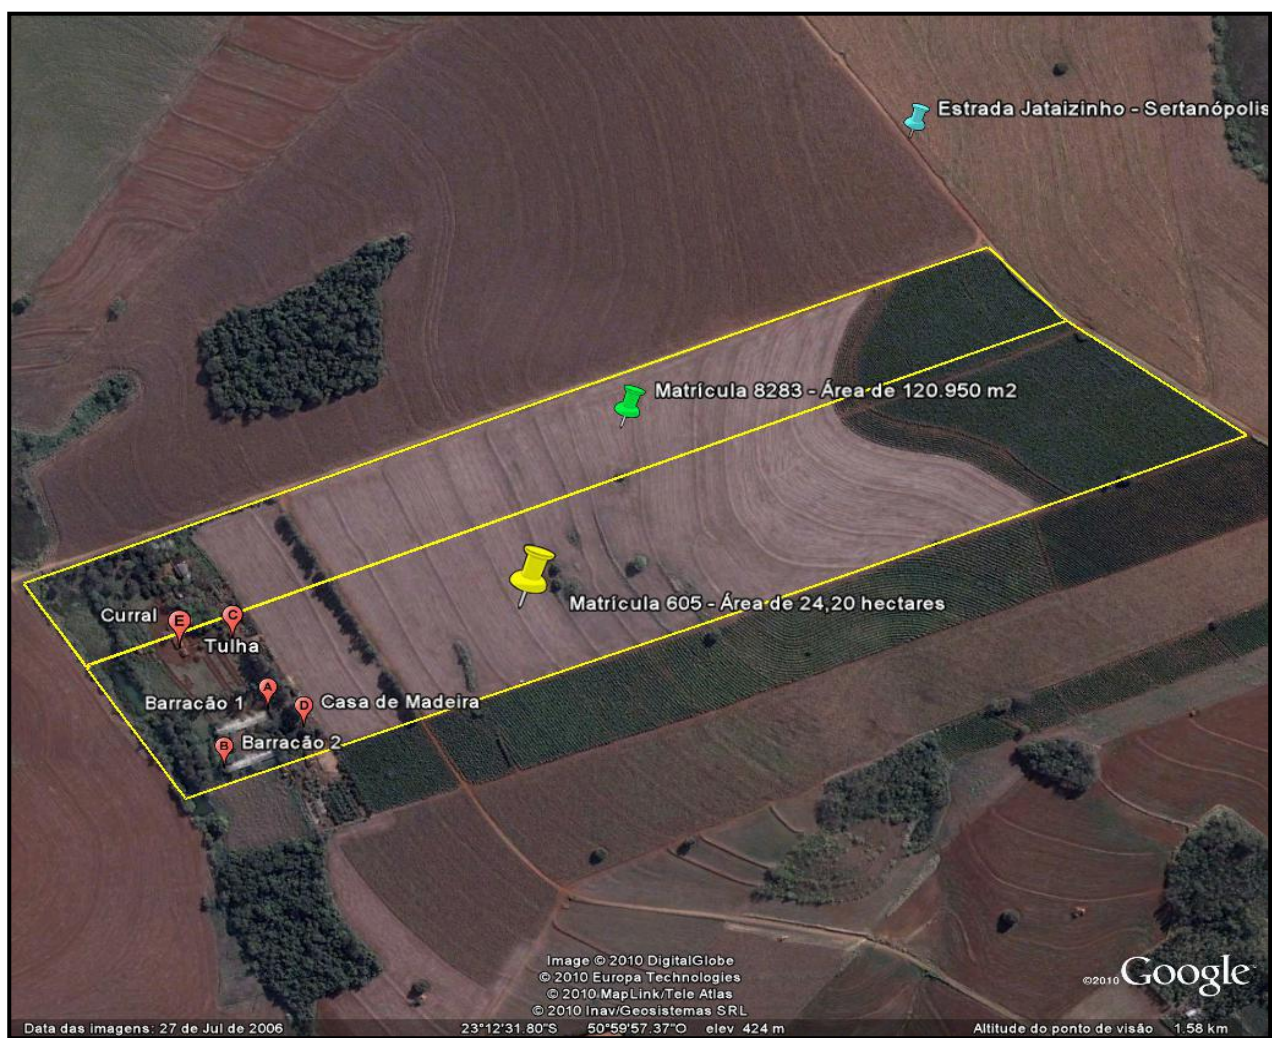 Estrada Jataizinho - Sertanópolis
Matrícula 8283 - Área de 120.950 m2
Matrícula 605 - Área de 24,20 hectares
Curral
E
C
Tulha
A
Barracão 1
D
Casa de Madeira
B
Barracão 2
Image © 2010 DigitalGlobe
© 2010 Europa Technologies
© 2010 MapLink/Tele Atlas
© 2010 Inav/Geosistemas SRL
©2010 Google
Data das imagens: 27 de Jul de 2006 23°12'31.80"S 50°59'57.37"O elev 424 m Altitude do ponto de visão 1.58 km